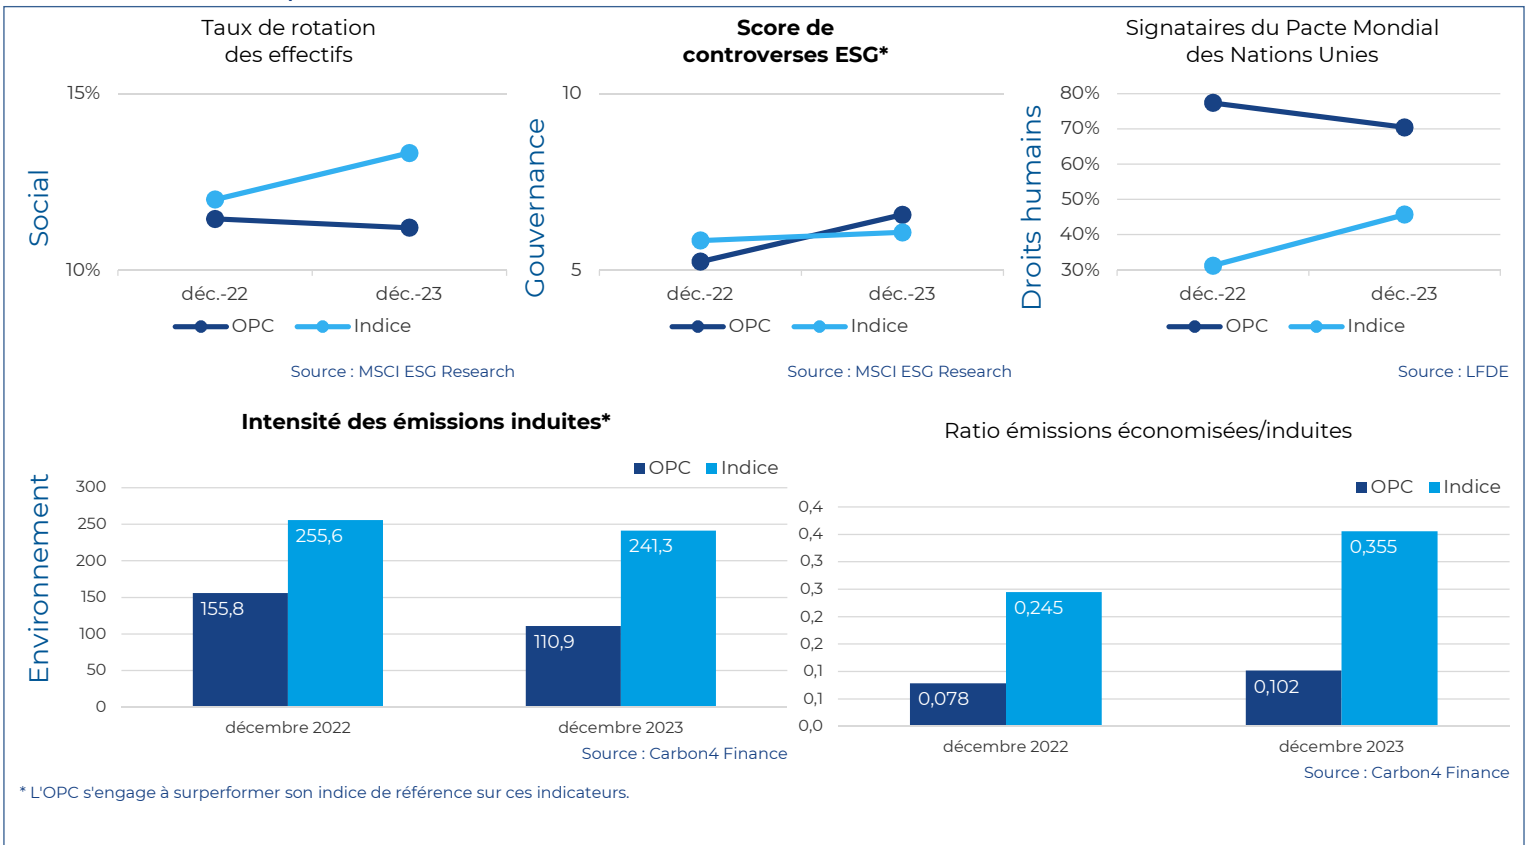 Taux de rotation
des effectifs
Social
15%
10%
déc.-22
déc.-23
OPC
Indice
Source : MSCI ESG Research
Score de
controverses ESG*
Gouvernance
10
5
déc.-22
déc.-23
OPC
Indice
Source : MSCI ESG Research
Signataires du Pacte Mondial
des Nations Unies
Droits humains
80%
70%
60%
50%
40%
30%
déc.-22
déc.-23
OPC
Indice
Source : LFDE
Intensité des émissions induites*
Environnement
OPC
Indice
300
250
200
150
100
50
0
155,8
255,6
110,9
241,3
décembre 2022
décembre 2023
Source : Carbon4 Finance
Ratio émissions économisées/induites
OPC
Indice
0,4
0,4
0,3
0,3
0,2
0,2
0,1
0,1
0,0
0,078
0,245
0,102
0,355
décembre 2022
décembre 2023
Source : Carbon4 Finance
* L'OPC s'engage à surperformer son indice de référence sur ces indicateurs.